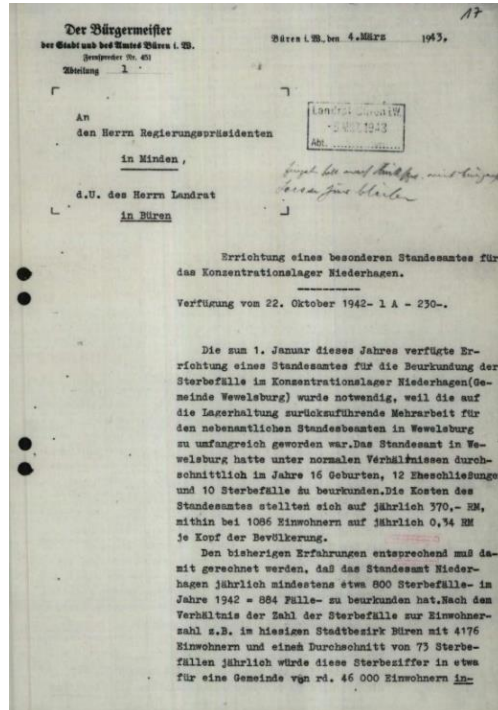 17
Der Bürgermeister
der Stadt und des Amtes Büren i. W.
Fernsprecher Nr. 451
Abteilung 1
Büren i.W., den 4.März 1943.
An
den Herrn Regierungspräsidenten
in Minden,
d.U. des Herrn Landrat
in Büren
Landrat Büren i.W.
1943
Abt.
Errichtung eines besonderen Standesamtes für
das Konzentrationslager Niederhagen.
Verfügung vom 22. Oktober 1942- 1 A - 230-.
Die zum 1. Januar dieses Jahres verfügte Er-
richtung eines Standesamtes für die Beurkundung der
Sterbefälle im Konzentrationslager Niederhagen(Ge-
meinde Wewelsburg) wurde notwendig, weil die auf
die Lagerhaltung zurückzuführende Mehrarbeit für
den nebenamtlichen Standesbeamten in Wewelsburg
zu umfangreich geworden war.Das Standesamt in We-
welsburg hatte unter normalen Verhältnissen durch-
schnittlich im Jahre 16 Geburten, 12 Eheschließunge
und 10 Sterbefälle zu beurkunden.Die Kosten des
Standesamtes stellten sich auf jährlich 370,- RM,
mithin bei 1086 Einwohnern auf jährlich 0,34 RM
je Kopf der Bevölkerung.
Den bisherigen Erfahrungen entsprechend muß da-
mit gerechnet werden, daß das Standesamt Nieder-
hagen jährlich mindestens etwa 800 Sterbefälle- im
Jahre 1942 = 884 Fälle- zu beurkunden hat.Nach dem
Verhältnis der Zahl der Sterbefälle zur Einwohner-
zahl z.B. im hiesigen Stadtbezirk Büren mit 4176
Einwohnern und einem Durchschnitt von 73 Sterbe-
fällen jährlich würde diese Sterbeziffer in etwa
für eine Gemeinde von rd. 46 000 Einwohnern in-